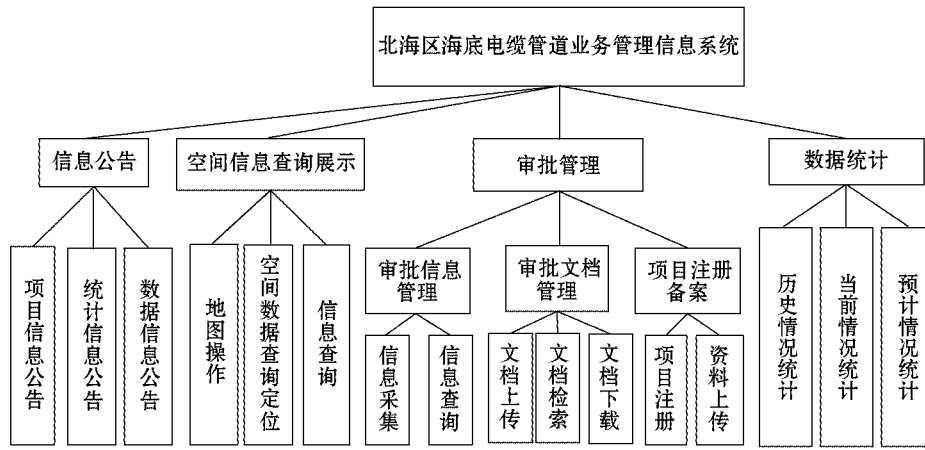 北海区海底电缆管道业务管理信息系统
信息公告
空间信息查询展示
审批管理
数据统计
项目信息公告
统计信息公告
数据信息公告
地图操作
空间数据查询定位
信息查询
审批信息
管理
审批文档
管理
项目注册
备案
信息采集
信息查询
文档上传
文档检索
文档下载
项目注册
资料上传
历史情况统计
当前情况统计
预计情况统计